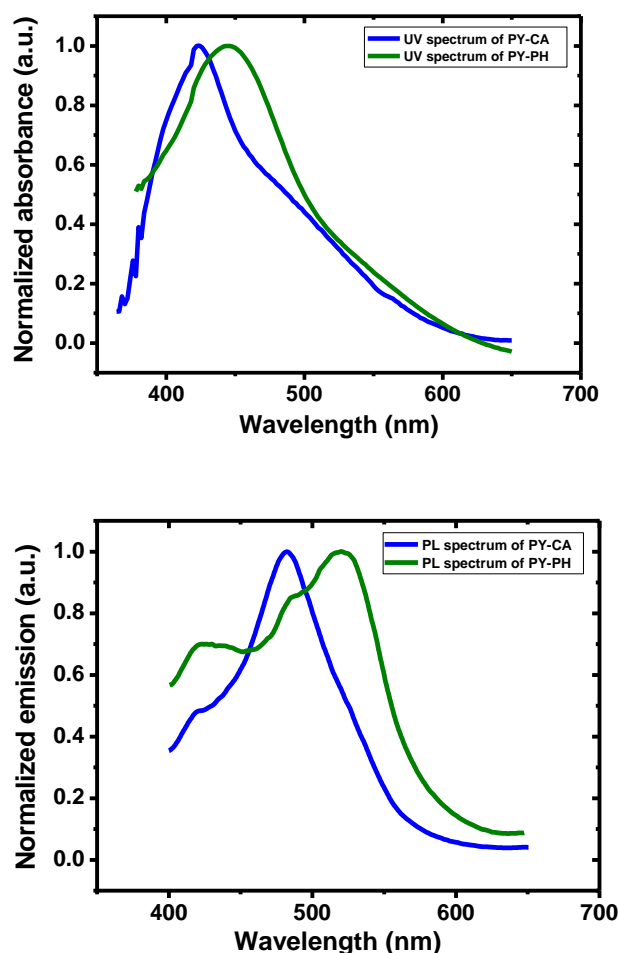 Normalized absorbance (a.u.)
1.0
0.8
0.6
0.4
0.2
0.0
UV spectrum of PY-CA
UV spectrum of PY-PH
400 500 600 700
Wavelength (nm)
Normalized emission (a.u.)
1.0
0.8
0.6
0.4
0.2
0.0
PL spectrum of PY-CA
PL spectrum of PY-PH
400 500 600 700
Wavelength (nm)